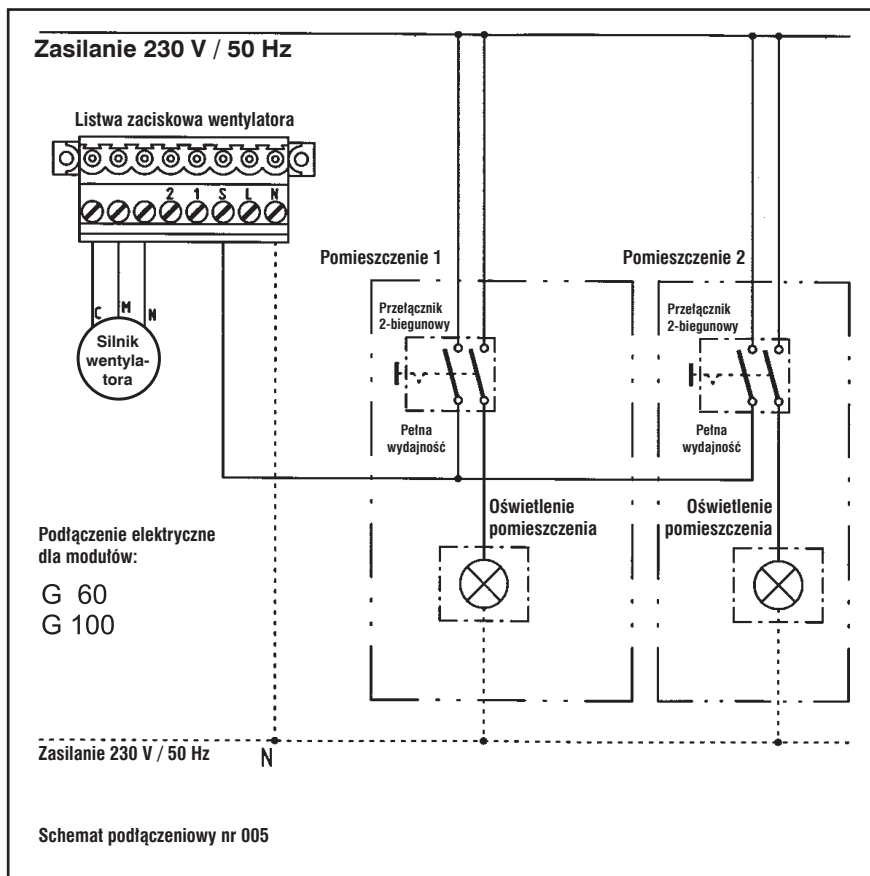 Zasilanie 230 V / 50 Hz
Listwa zaciskowa wentylatora
2 1 S L N
C M N
Silnik
wentyla-
tora
Pomieszczenie 1
Przełącznik
2-biegunowy
Pełna
wydajność
Oświetlenie
pomieszczenia
Pomieszczenie 2
Przełącznik
2-biegunowy
Pełna
wydajność
Oświetlenie
pomieszczenia
Podłączenie elektryczne
dla modułów:
G 60
G 100
Zasilanie 230 V / 50 Hz
N
Schemat podłączeniowy nr 005